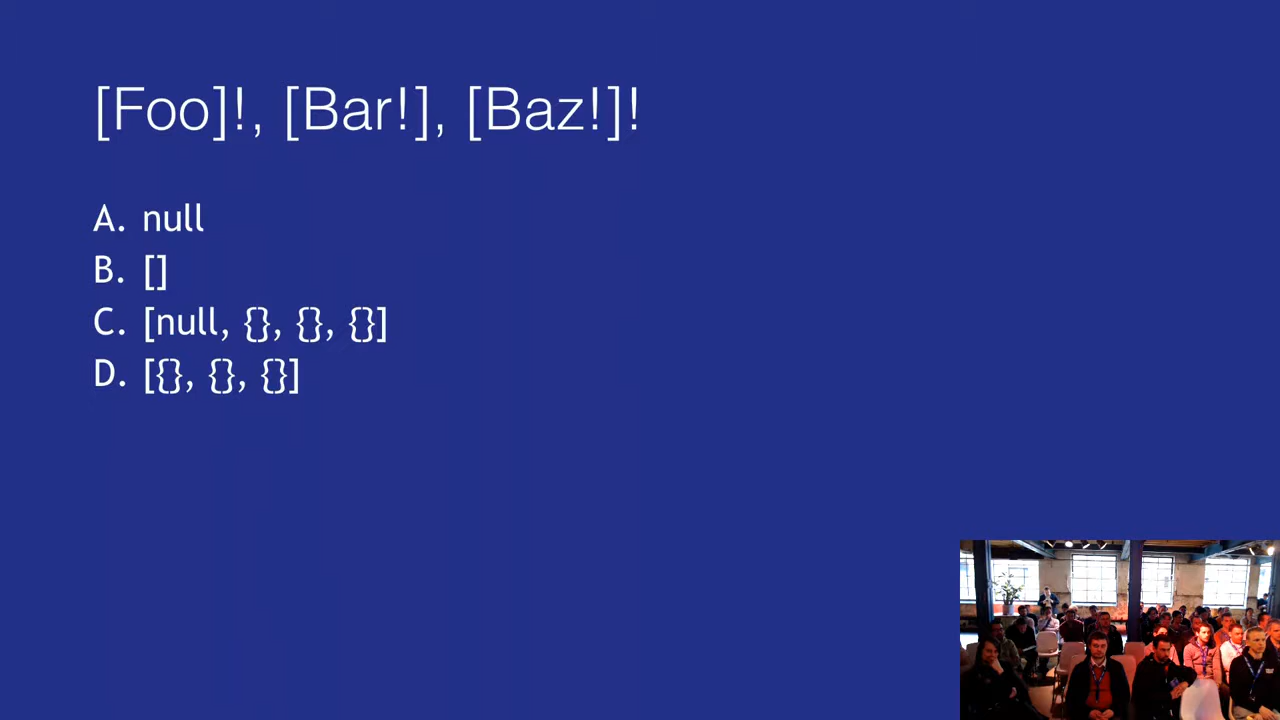 [Foo]!, [Bar!], [Baz!]!
A. null
B. []
C. [null, {}, {}, {}]
D. [{}, {}, {}]